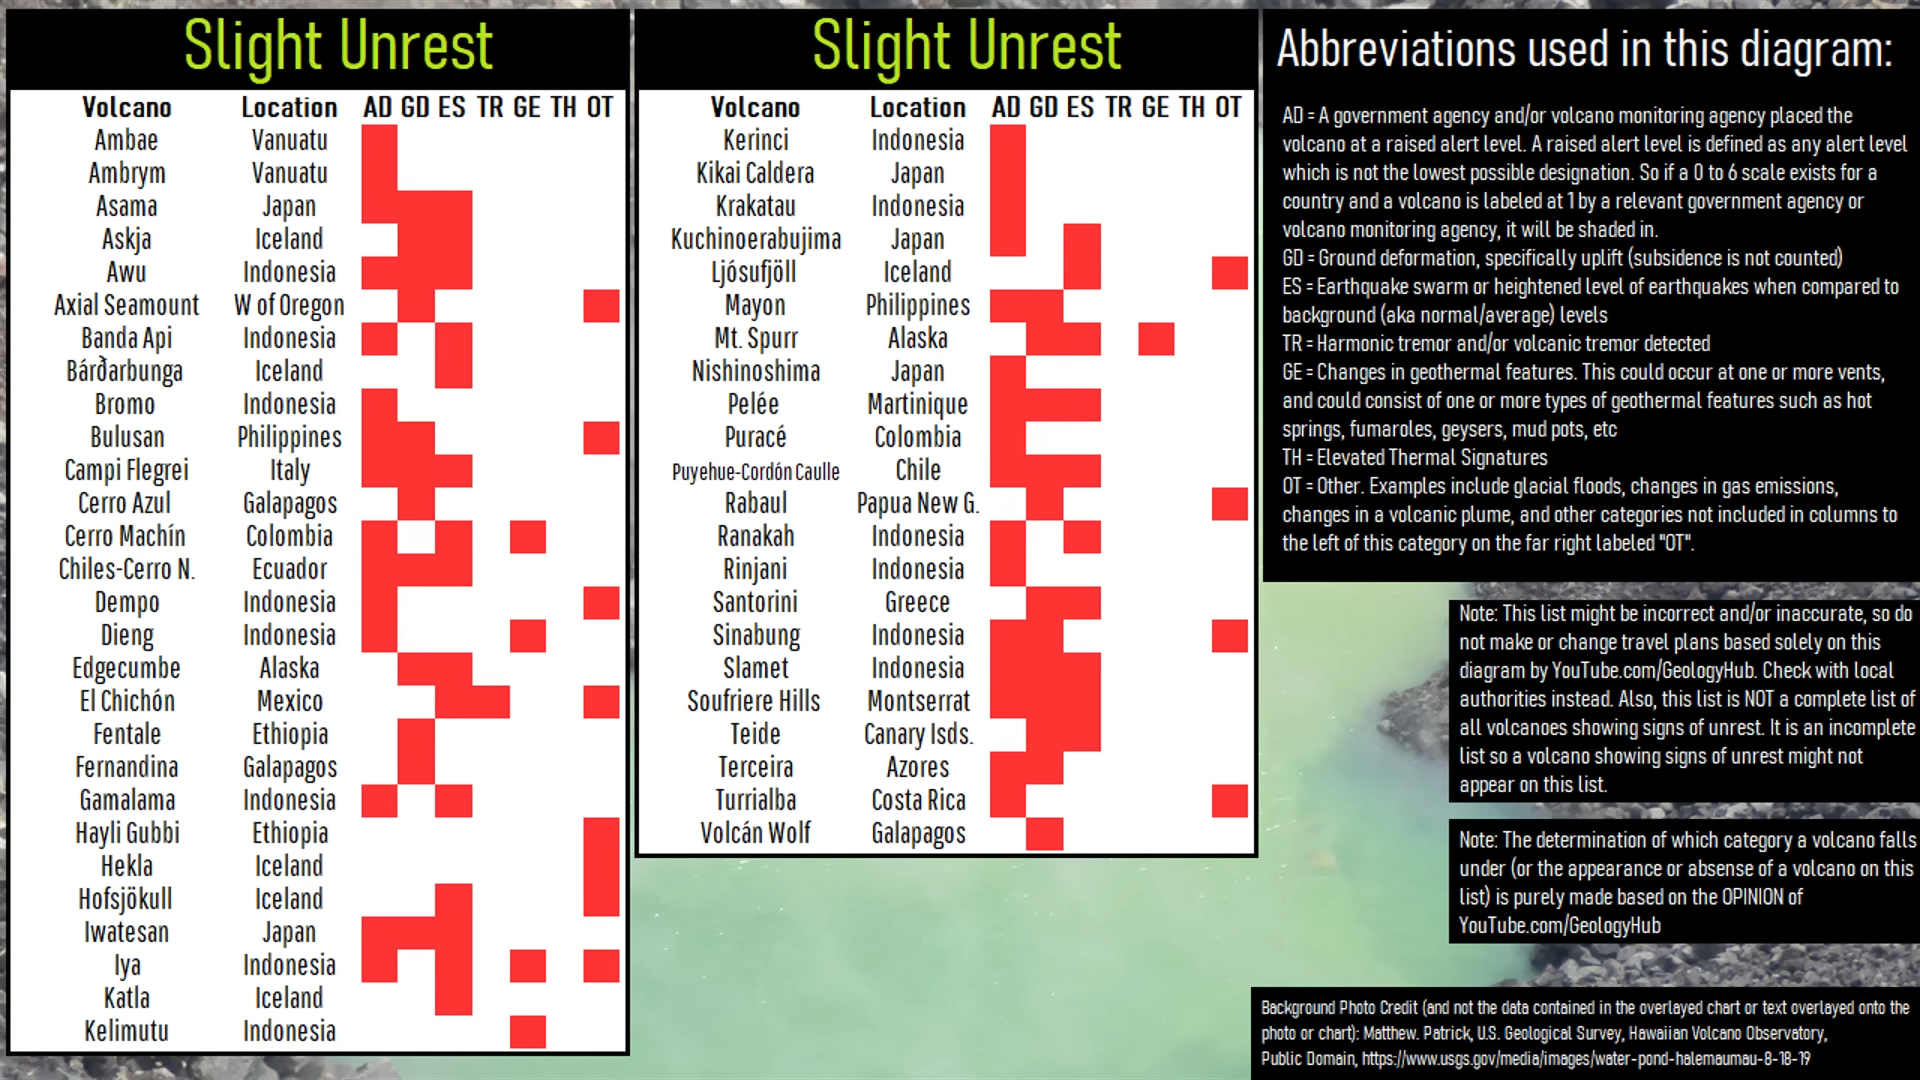 Slight Unrest
Volcano Location AD GD ES TR GE TH OT
Ambae Vanuatu
Ambrym Vanuatu
Asama Japan
Askja Iceland
Awu Indonesia
Axial Seamount W of Oregon
Banda Api Indonesia
Bárðarbunga Iceland
Bromo Indonesia
Bulusan Philippines
Campi Flegrei Italy
Cerro Azul Galapagos
Cerro Machín Colombia
Chiles-Cerro N. Ecuador
Dempo Indonesia
Dieng Indonesia
Edgecumbe Alaska
El Chichón Mexico
Fentale Ethiopia
Fernandina Galapagos
Gamalama Indonesia
Hayli Gubbi Ethiopia
Hekla Iceland
Hofsjökull Iceland
Iwatesan Japan
Iya Indonesia
Katla Iceland
Kelimutu Indonesia
Slight Unrest
Volcano Location AD GD ES TR GE TH OT
Kerinci Indonesia
Kikai Caldera Japan
Krakatau Indonesia
Kuchinoerabujima Japan
Ljósufjöll Iceland
Mayon Philippines
Mt. Spurr Alaska
Nishinoshima Japan
Pelée Martinique
Puracé Colombia
Puyehue-Cordón Caulle Chile
Rabaul Papua New G.
Ranakah Indonesia
Rinjani Indonesia
Santorini Greece
Sinabung Indonesia
Slamet Indonesia
Soufriere Hills Montserrat
Teide Canary Isds.
Terceira Azores
Turrialba Costa Rica
Volcán Wolf Galapagos
Abbreviations used in this diagram:
AD = A government agency and/or volcano monitoring agency placed the
volcano at a raised alert level. A raised alert level is defined as any alert level
which is not the lowest possible designation. So if a 0 to 6 scale exists for a
country and a volcano is labeled at 1 by a relevant government agency or
volcano monitoring agency, it will be shaded in.
GD = Ground deformation, specifically uplift (subsidence is not counted)
ES = Earthquake swarm or heightened level of earthquakes when compared to
background (aka normal/average) levels
TR = Harmonic tremor and/or volcanic tremor detected
GE = Changes in geothermal features. This could occur at one or more vents,
and could consist of one or more types of geothermal features such as hot
springs, fumaroles, geysers, mud pots, etc
TH = Elevated Thermal Signatures
OT = Other. Examples include glacial floods, changes in gas emissions,
changes in a volcanic plume, and other categories not included in columns to
the left of this category on the far right labeled "OT".
Note: This list might be incorrect and/or inaccurate, so do
not make or change travel plans based solely on this
diagram by YouTube.com/GeologyHub. Check with local
authorities instead. Also, this list is NOT a complete list of
all volcanoes showing signs of unrest. It is an incomplete
list so a volcano showing signs of unrest might not
appear on this list.
Note: The determination of which category a volcano falls
under (or the appearance or absense of a volcano on this
list) is purely made based on the OPINION of
YouTube.com/GeologyHub
Background Photo Credit (and not the data contained in the overlayed chart or text overlayed onto the
photo or chart): Matthew. Patrick, U.S. Geological Survey, Hawaiian Volcano Observatory,
Public Domain, https://www.usgs.gov/media/images/water-pond-halemaumau-8-18-19